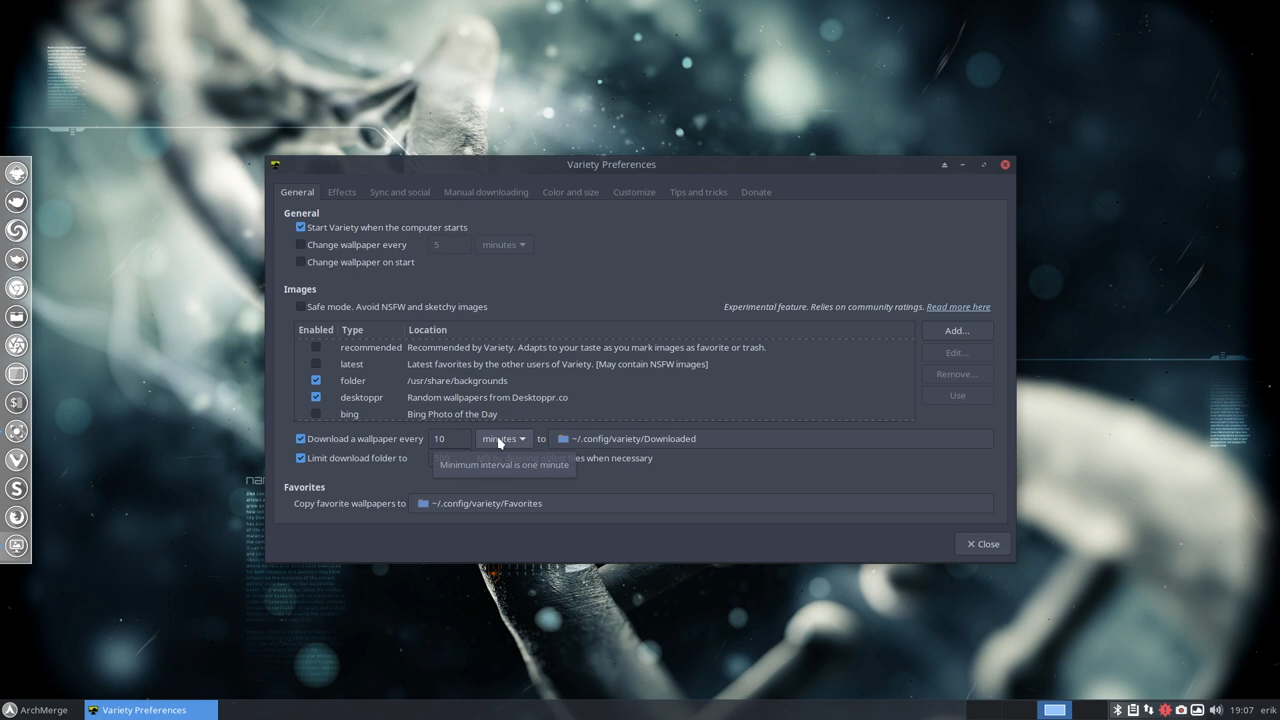 Variety Preferences
General Effects Sync and social Manual downloading Color and size Customize Tips and tricks Donate
General
Start Variety when the computer starts
Change wallpaper every 5 minutes
Change wallpaper on start
Images
Safe mode. Avoid NSFW and sketchy images Experimental feature. Relies on community ratings. Read more here
Enabled Type Location Add...
recommended Recommended by Variety. Adapts to your taste as you mark images as favorite or trash.
Edit...
latest Latest favorites by the other users of Variety. [May contain NSFW images]
Remove...
folder /usr/share/backgrounds
desktoppr Random wallpapers from Desktoppr.co Use
bing Bing Photo of the Day
Download a wallpaper every 10 minutes to ~/.config/variety/Downloaded
Limit download folder to files when necessary
Minimum interval is one minute
Favorites
Copy favorite wallpapers to ~/.config/variety/Favorites
Close
ArchMerge Variety Preferences 19:07 erik